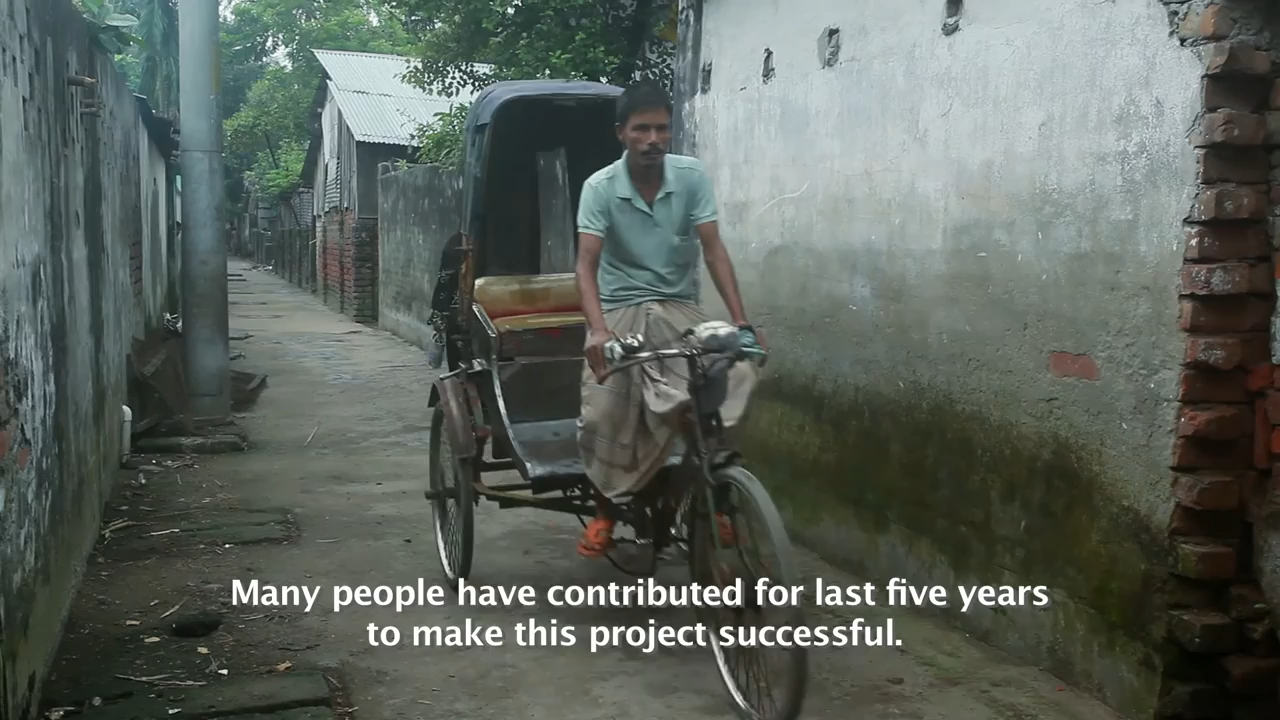 Many people have contributed for last five years
to make this project successful.